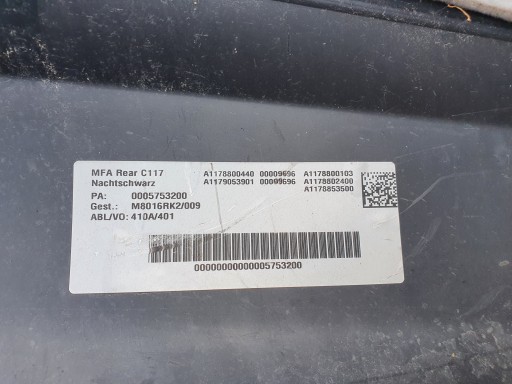 MFA Rear C117 A1178800440 00009696 A1178800103
Nachtschwarz A1179053901 00009696 A1178802400
PA: 0005753200 A1178853500
Gest.: M8016RK2/009
ABL/VO: 410A/401
00000000000005753200